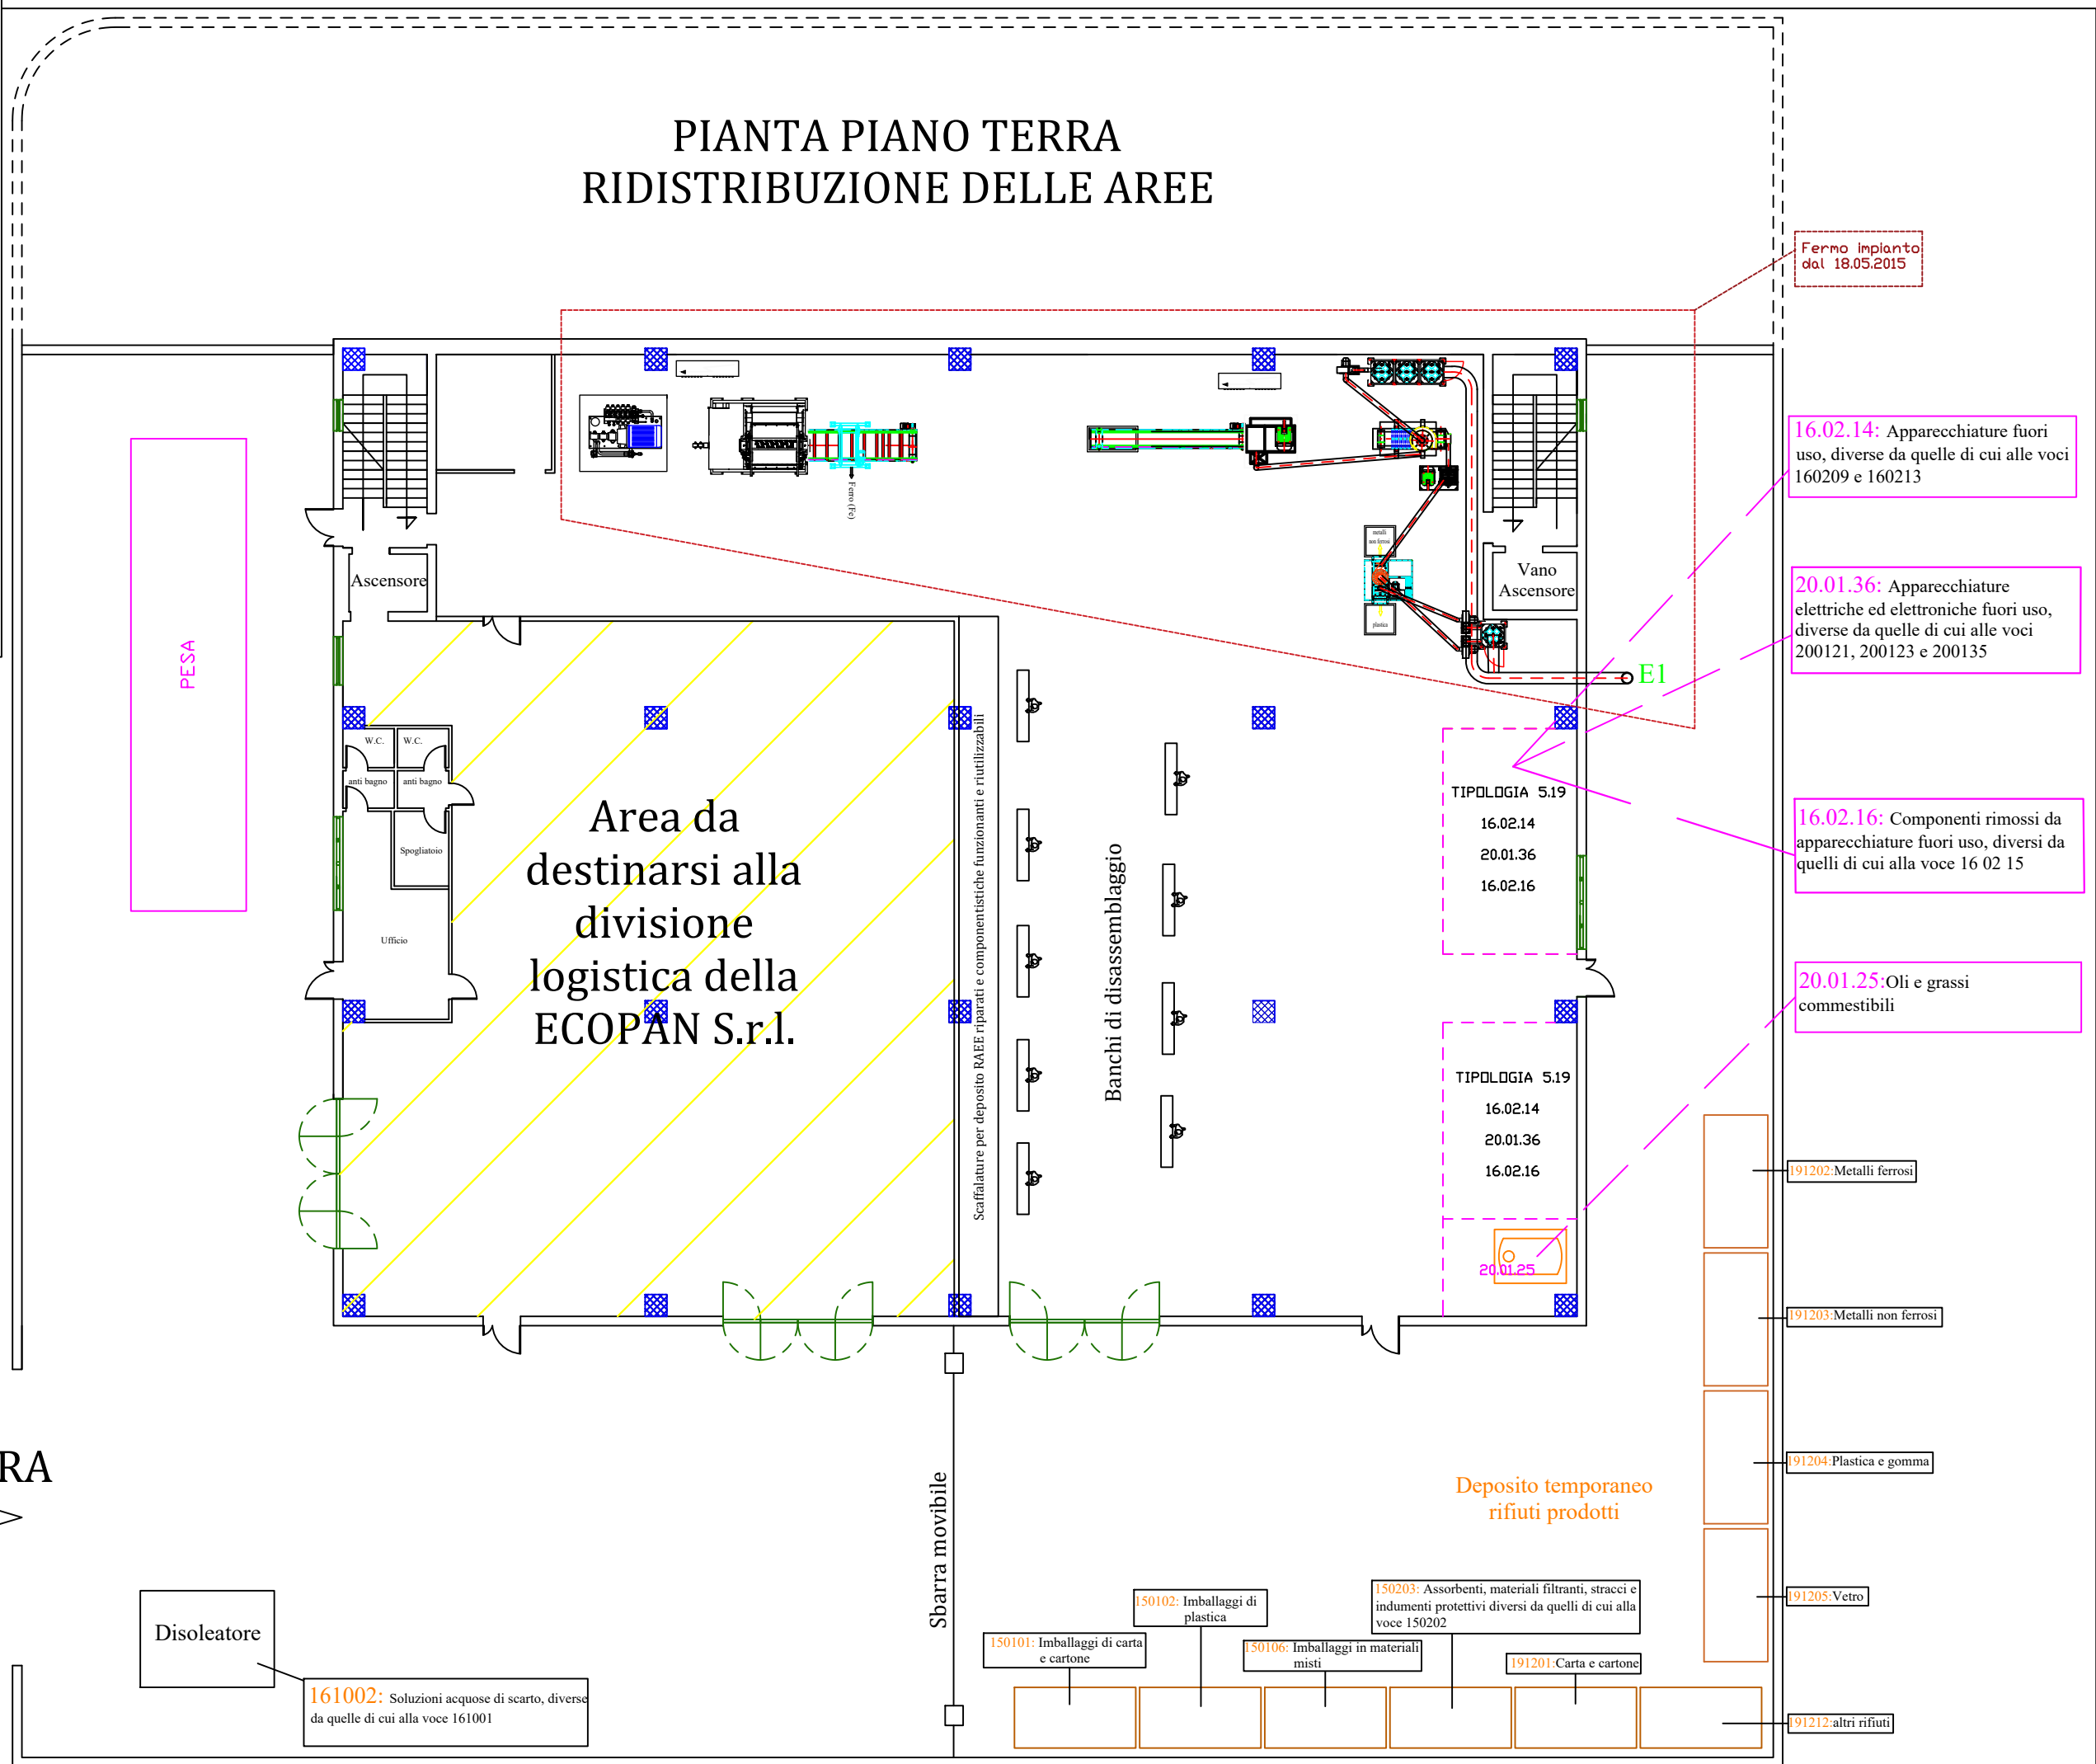 PIANTA PIANO TERRA
RIDISTRIBUZIONE DELLE AREE
Fermo impianto
dal 18.05.2015
16.02.14: Apparecchiature fuori
uso, diverse da quelle di cui alle voci
160209 e 160213
20.01.36: Apparecchiature
elettriche ed elettroniche fuori uso,
diverse da quelle di cui alle voci
200121, 200123 e 200135
16.02.16: Componenti rimossi da
apparecchiature fuori uso, diversi da
quelli di cui alla voce 16 02 15
20.01.25:Oli e grassi
commestibili
PESA
Ascensore
Ferro (Fe)
metalli
non ferrosi
plastica
Vano
Ascensore
E1
W.C.
W.C.
anti bagno
anti bagno
Spogliatoio
Ufficio
Area da
destinarsi alla
divisione
logistica della
ECOPAN S.r.l.
Scaffalature per deposito RAEE riparati e componentistiche funzionanti e riutilizzabili
Banchi di disassemblaggio
TIPOLOGIA 5.19
16.02.14
20.01.36
16.02.16
TIPOLOGIA 5.19
16.02.14
20.01.36
16.02.16
20.01.25
191202:Metalli ferrosi
191203:Metalli non ferrosi
191204:Plastica e gomma
191205:Vetro
191212:altri rifiuti
Deposito temporaneo
rifiuti prodotti
Sbarra movibile
RA
Disoleatore
161002: Soluzioni acquose di scarto, diverse
da quelle di cui alla voce 161001
150101: Imballaggi di carta
e cartone
150102: Imballaggi di
plastica
150106: Imballaggi in materiali
misti
150203: Assorbenti, materiali filtranti, stracci e
indumenti protettivi diversi da quelli di cui alla
voce 150202
191201:Carta e cartone